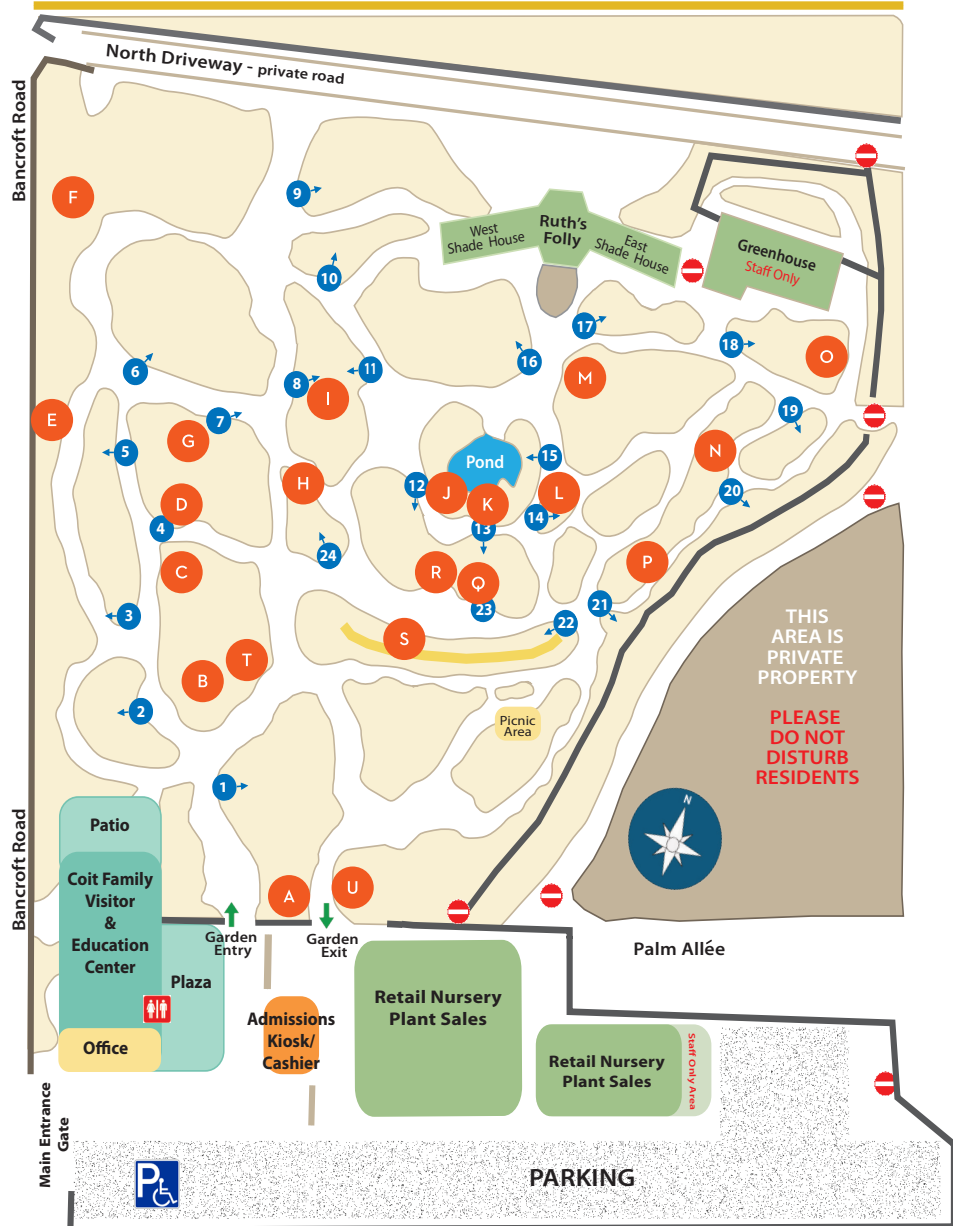 North Driveway - private road
Bancroft Road
F
9
West
Shade House
Ruth's
Folly
East
Shade House
Greenhouse
Staff Only
10
17
16
18
O
6
8
11
I
M
E
7
G
5
19
N
12
Pond
15
J
K
L
H
D
4
13
14
20
24
C
R
Q
P
3
23
21
22
S
T
B
2
THIS
AREA IS
PRIVATE
PROPERTY
PLEASE
DO NOT
DISTURB
RESIDENTS
Picnic
Area
1
N
Bancroft Road
Patio
Coit Family
Visitor
&
Education
Center
A
U
Garden
Entry
Garden
Exit
Palm Allée
Plaza
Retail Nursery
Plant Sales
Admissions
Kiosk/
Cashier
Office
Retail Nursery
Plant Sales
Staff Only Area
Main Entrance
Gate
P
PARKING